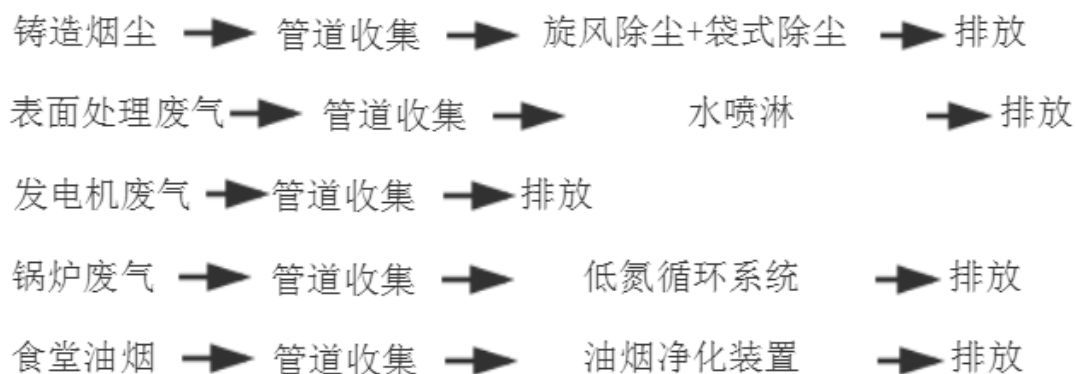 铸造烟尘 管道收集 旋风除尘+袋式除尘 排放
表面处理废气 管道收集 水喷淋 排放
发电机废气 管道收集 排放
锅炉废气 管道收集 低氮循环系统 排放
食堂油烟 管道收集 油烟净化装置 排放